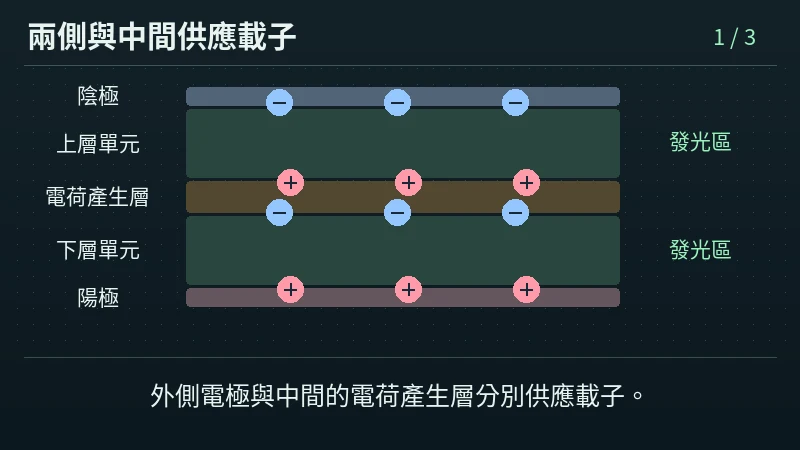 兩側與中間供應載子
1 / 3
陰極
上層單元
發光區
電荷產生層
下層單元
發光區
陽極
外側電極與中間的電荷產生層分別供應載子。